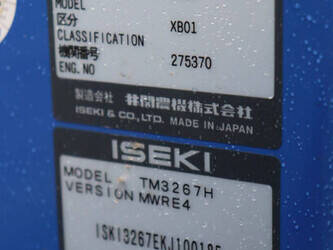 MODEL
区分 XB01
CLASSIFICATION
機関番号 275370
ENG.NO
製造会社 井関農機株式会社
ISEKI & CO.,LTD. MADE IN JAPAN
ISEKI
MODEL TM3267H
VERSION MWRE4